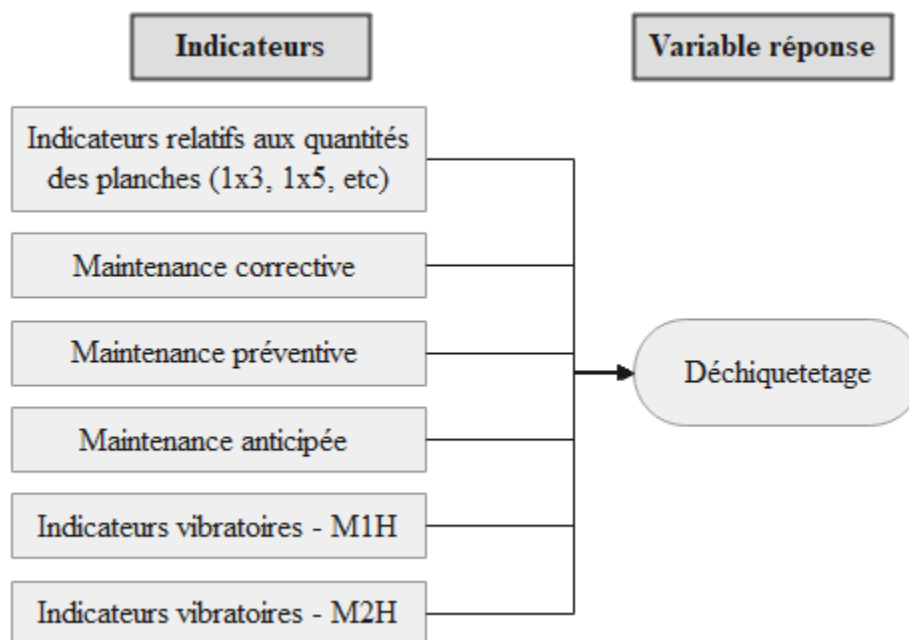 Indicateurs
Variable réponse
Indicateurs relatifs aux quantités
des planches (1x3, 1x5, etc)
Maintenance corrective
Maintenance préventive
Maintenance anticipée
Indicateurs vibratoires - M1H
Indicateurs vibratoires - M2H
Déchiquetetage